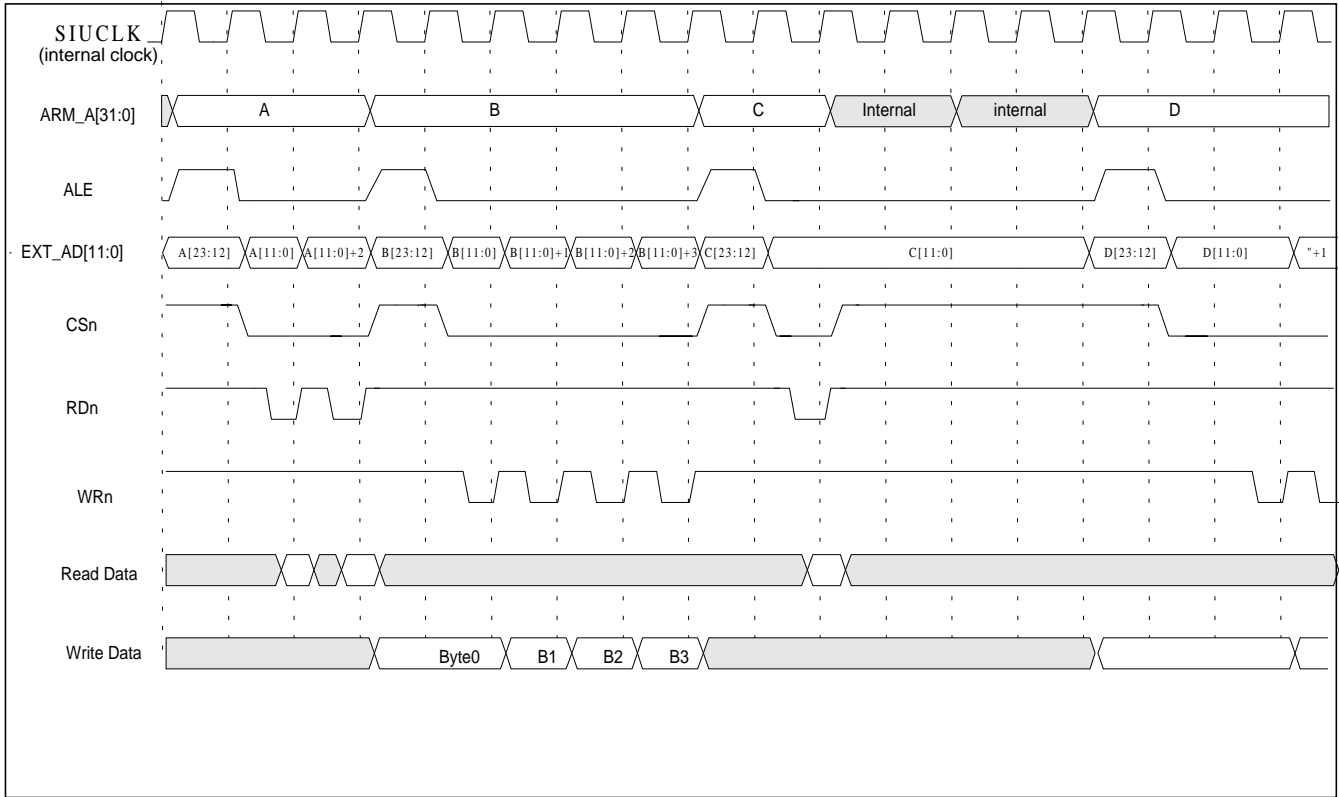 SIUCLK
(internal clock)
ARM_A[31:0] A B C Internal internal D
ALE
EXT_AD[11:0] A[23:12] A[11:0] A[11:0]+2 B[23:12] B[11:0] B[11:0]+1 B[11:0]+2 B[11:0]+3 C[23:12] C[11:0] D[23:12] D[11:0] "+1
CSn
RDn
WRn
Read Data
Write Data Byte0 B1 B2 B3